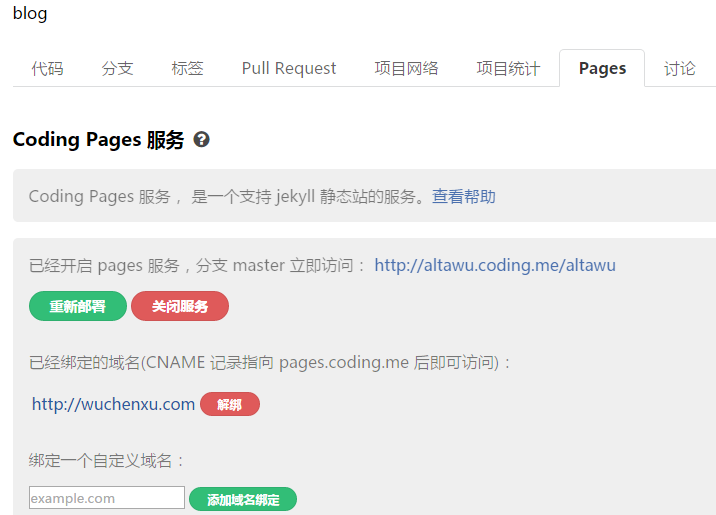 blog
代码 分支 标签 Pull Request 项目网络 项目统计 Pages 讨论
Coding Pages 服务 ?
Coding Pages 服务， 是一个支持 jekyll 静态站的服务。查看帮助
已经开启 pages 服务，分支 master 立即访问： http://altawu.coding.me/altawu
重新部署 关闭服务
已经绑定的域名(CNAME 记录指向 pages.coding.me 后即可访问)：
http://wuchenxu.com 解绑
绑定一个自定义域名：
example.com 添加域名绑定